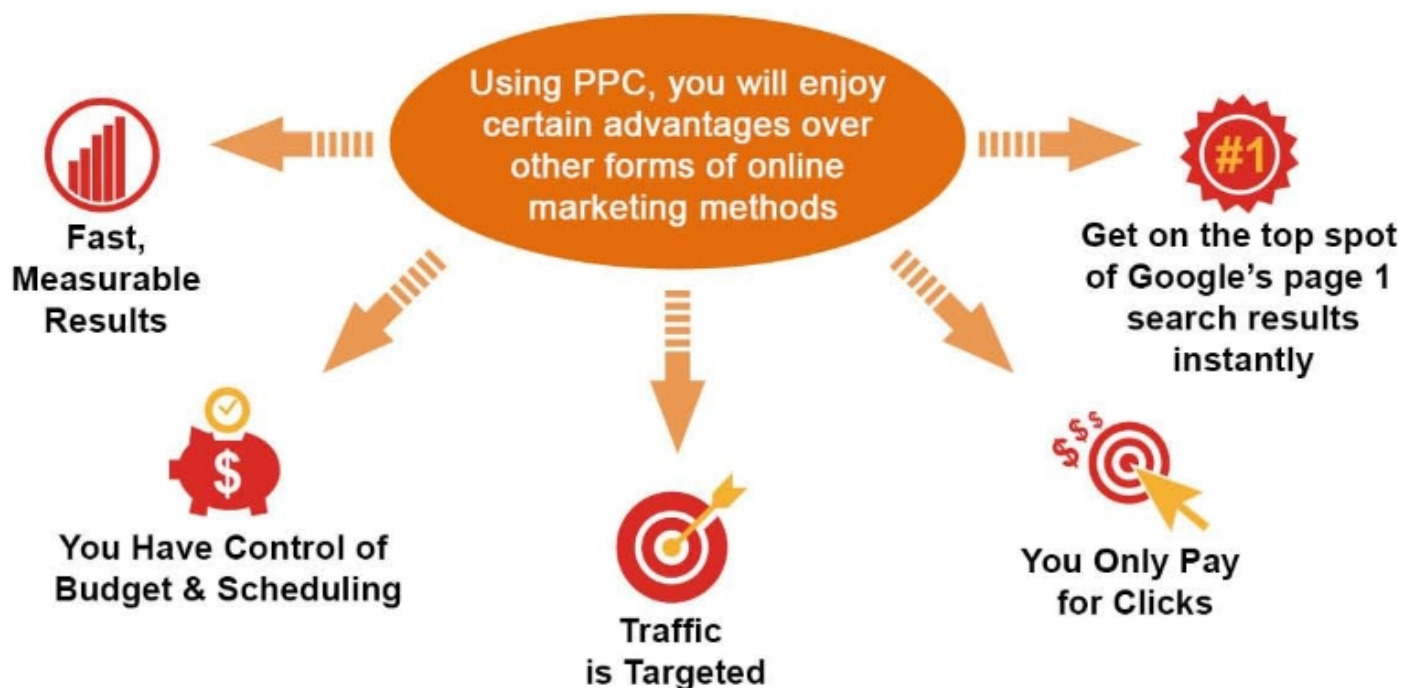 Using PPC, you will enjoy
certain advantages over
other forms of online
marketing methods
Fast,
Measurable
Results
#1
Get on the top spot
of Google’s page 1
search results
instantly
$
You Have Control of
Budget & Scheduling
Traffic
is Targeted
$$$
You Only Pay
for Clicks